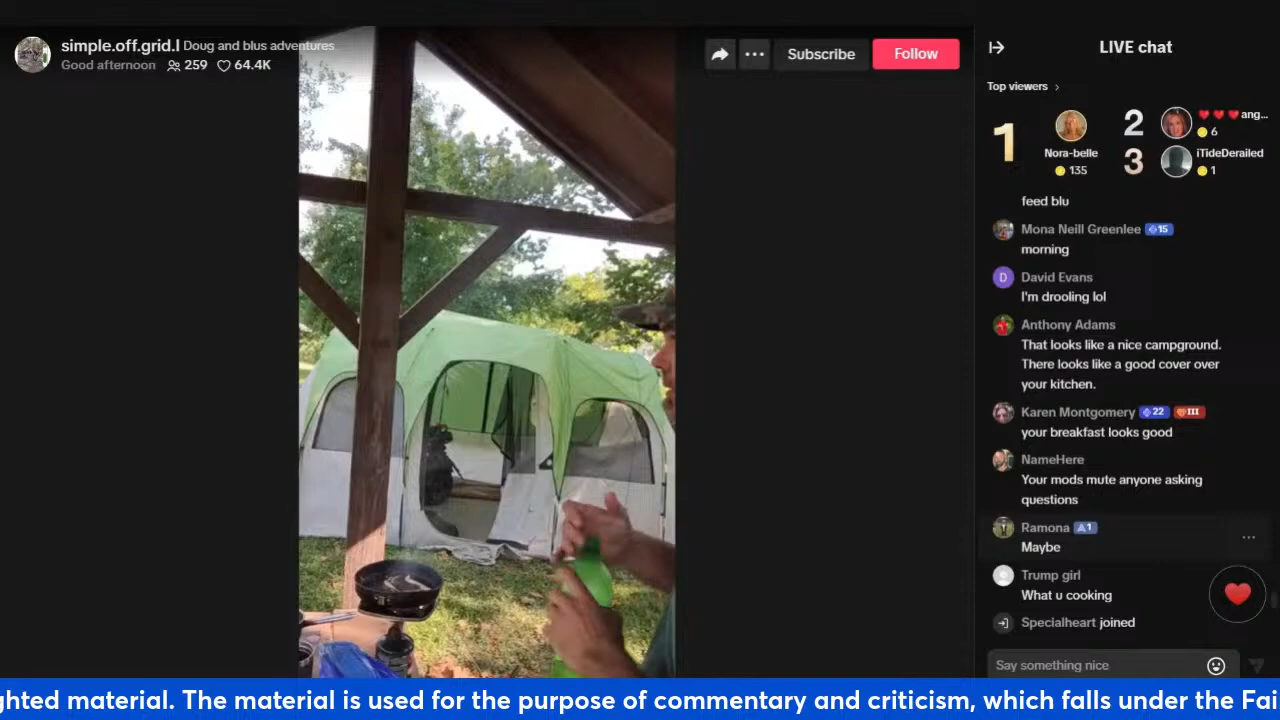 simple.off.grid.l Doug and blus adventures
Good afternoon 259 64.4K
Subscribe
Follow
LIVE chat
Top viewers
1
Nora-belle
135
2
ang...
6
3
iTideDerailed
1
feed blu
Mona Neill Greenlee 15
morning
D
David Evans
I'm drooling lol
Anthony Adams
That looks like a nice campground.
There looks like a good cover over
your kitchen.
Karen Montgomery 22 III
your breakfast looks good
NameHere
Your mods mute anyone asking
questions
Ramona 1
Maybe
Trump girl
What u cooking
Specialheart joined
Say something nice
ghted material. The material is used for the purpose of commentary and criticism, which falls under the Fai